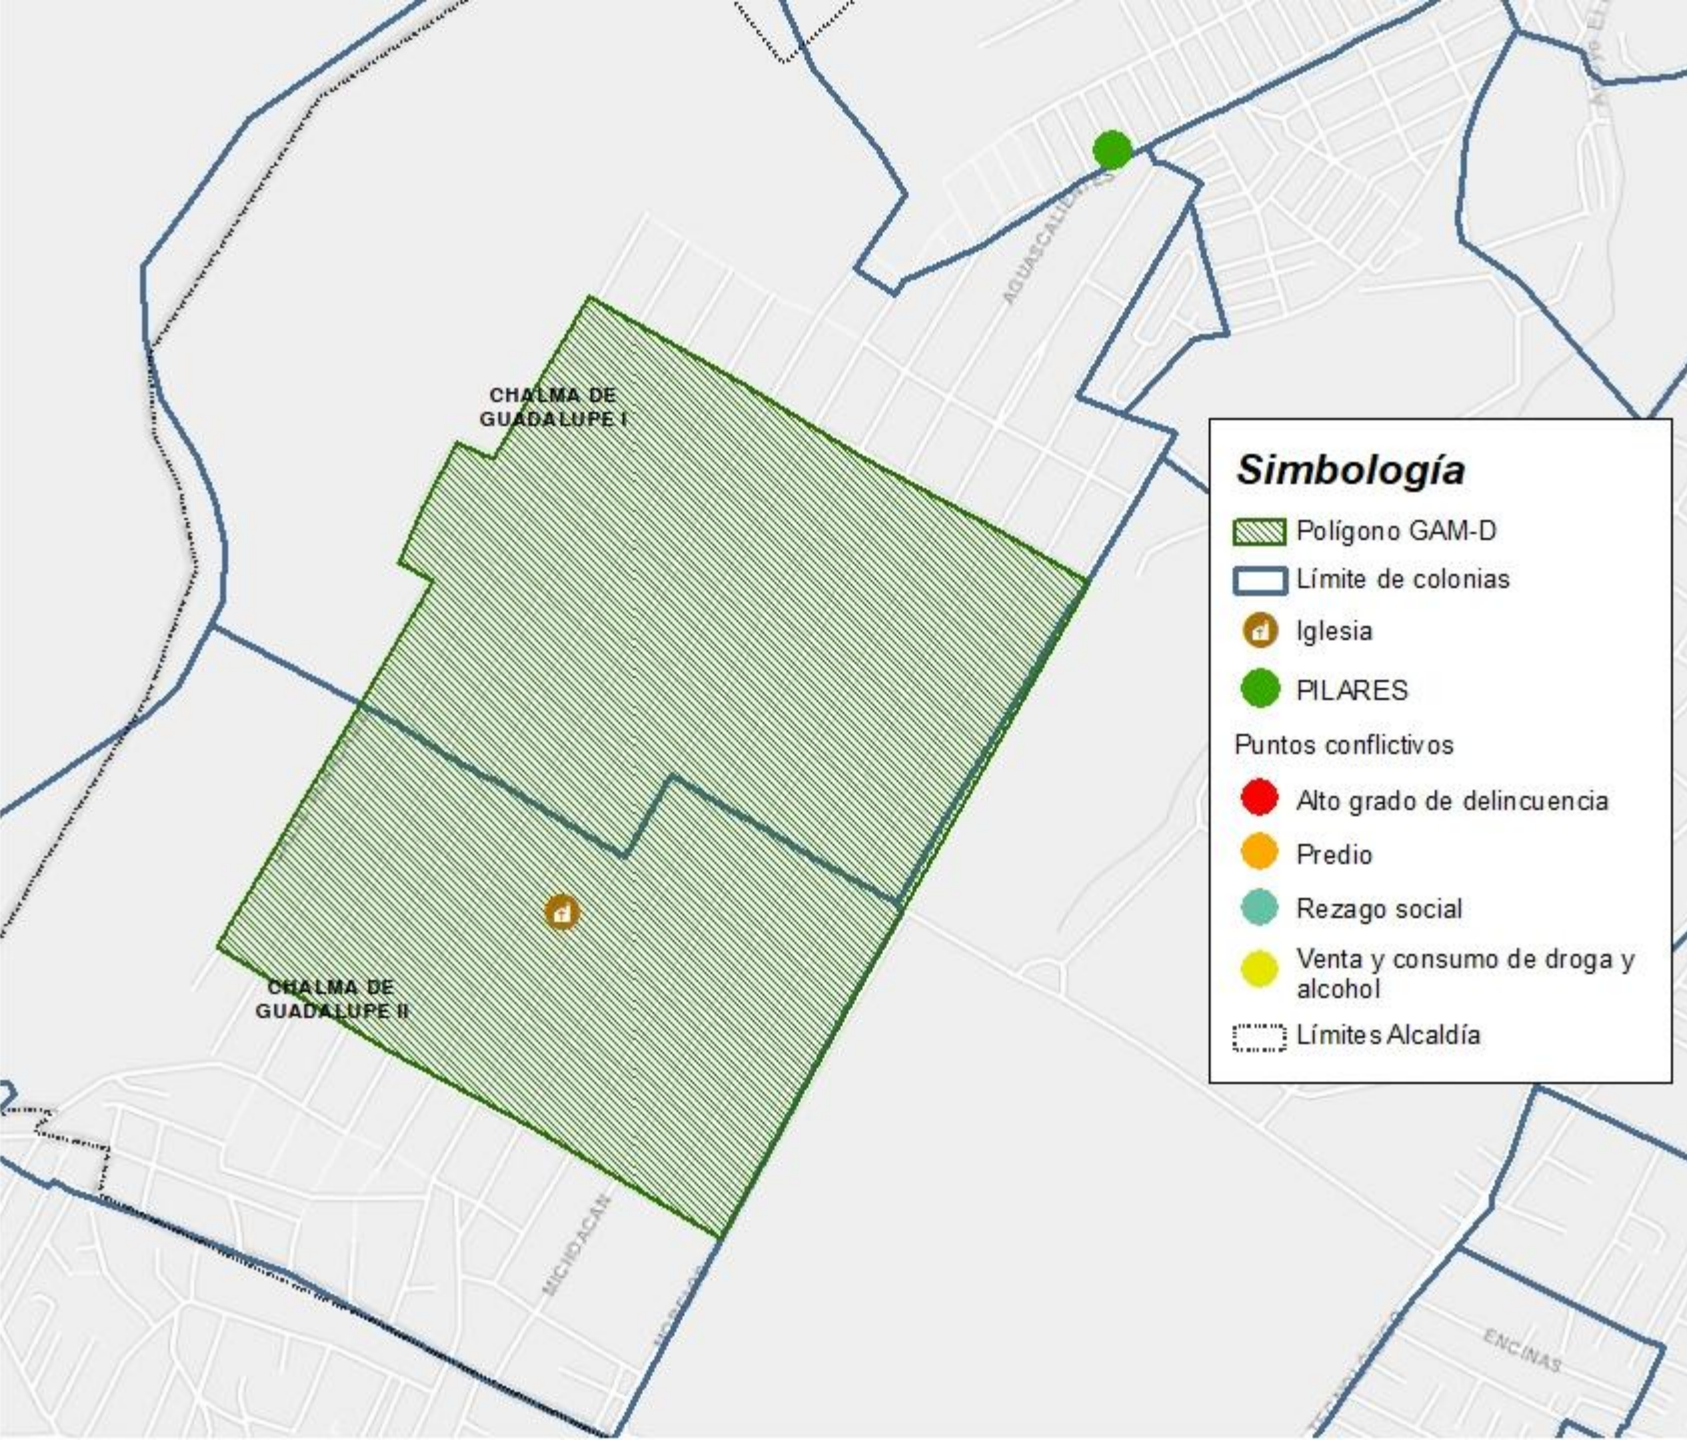 AGUASCALIENTES
CHALMA DE
GUADALUPE I
CHALMA DE
GUADALUPE II
MICHOACAN
MORELOS
ENCINAS
Simbología
Polígono GAM-D
Límite de colonias
Iglesia
PILARES
Puntos conflictivos
Alto grado de delincuencia
Predio
Rezago social
Venta y consumo de droga y
alcohol
Límites Alcaldía